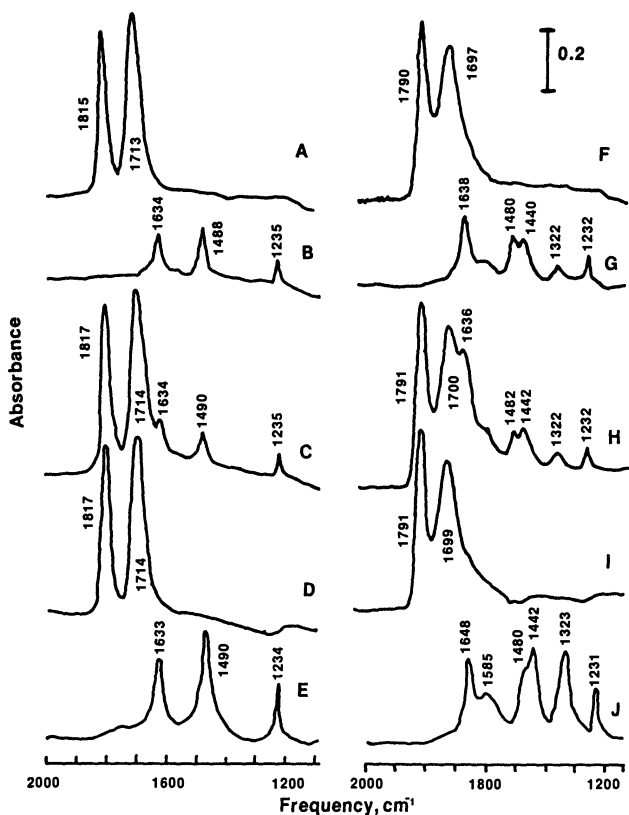 1815
1713
A
1634
1488
1235
B
1817
1714
1634
1490
1235
C
1817
1714
D
1633
1490
1234
E
2000 1600 1200
Absorbance
1790
1697
0.2
F
1638
1480
1440
1322
1232
G
1791
1700
1636
1482
1442
1322
1232
H
1791
1699
I
1648
1585
1480
1442
1323
1231
J
2000 1800 1200
Frequency, cm-1